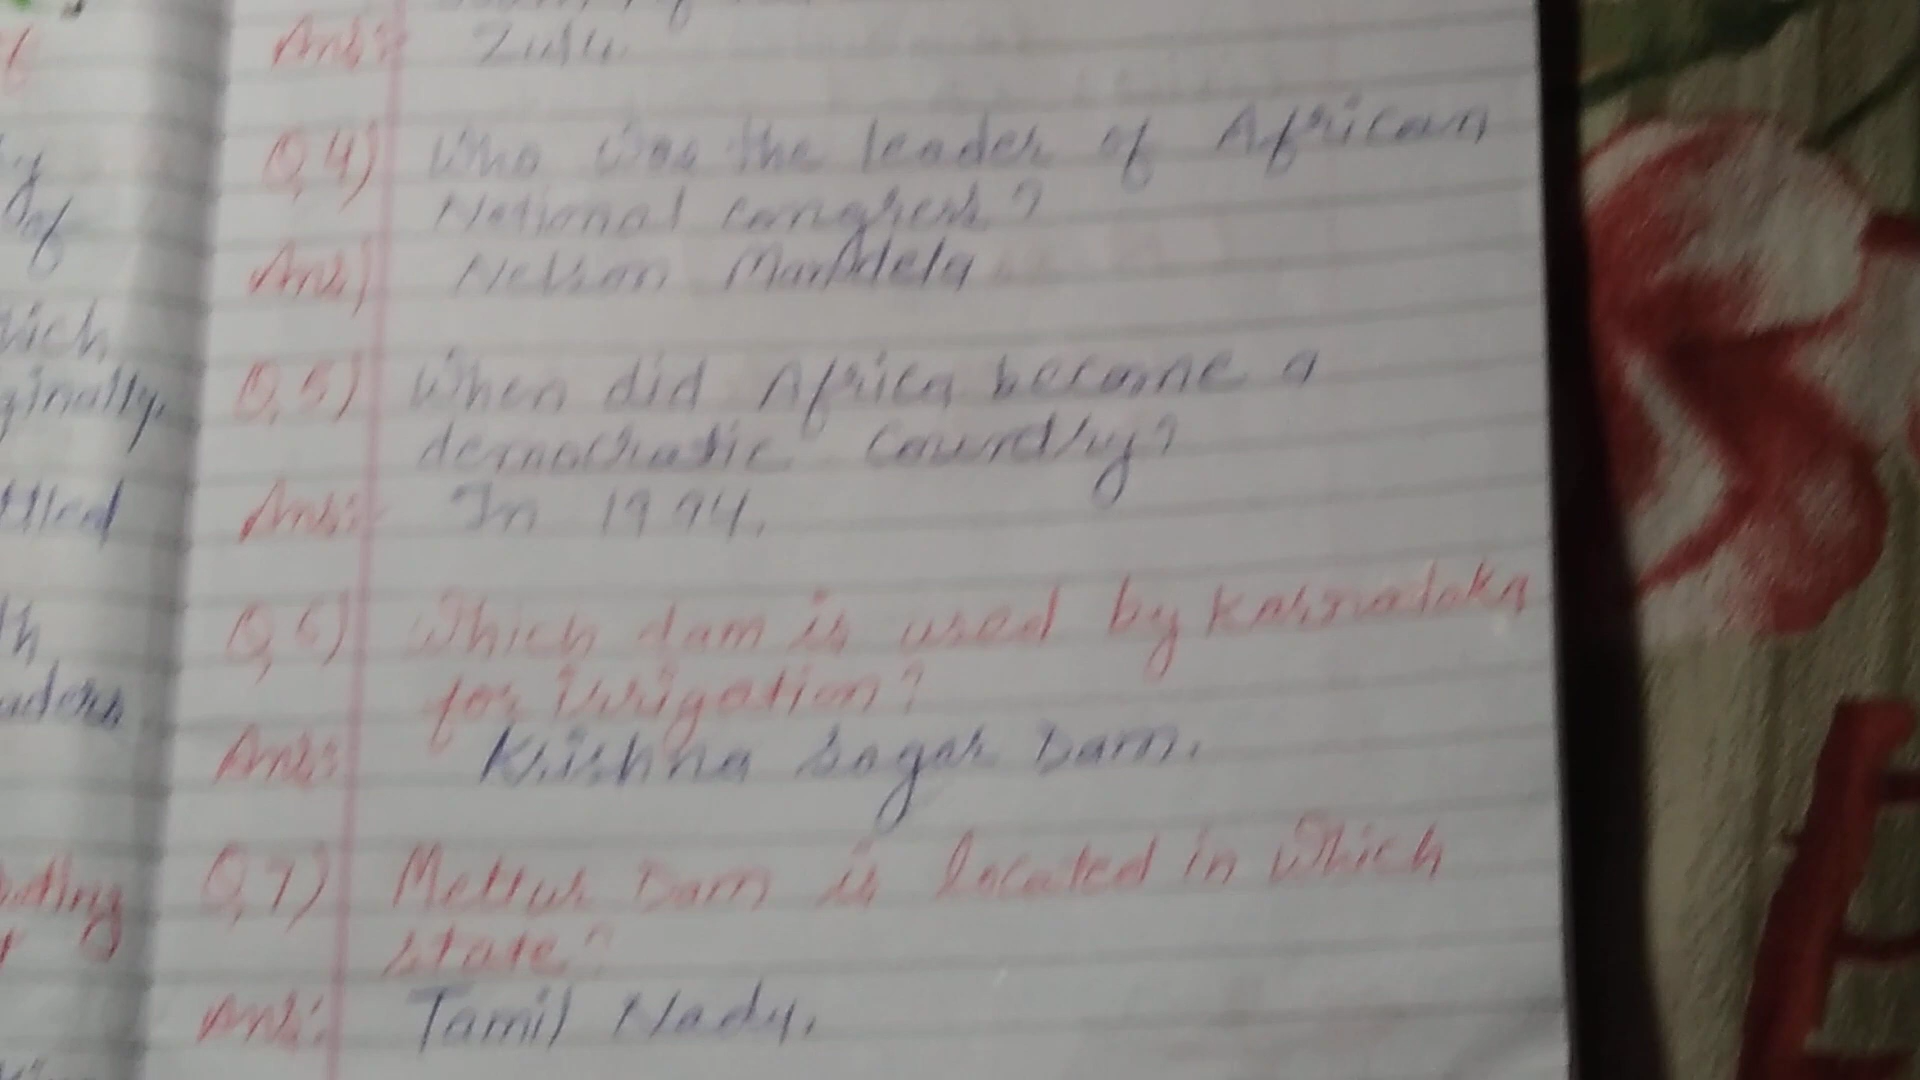 Ans:- Zulu.
Q,4) Who was the leader of African
National congress?
Ans) Nelson Mandela
Q,5) When did Africa become a
democratic country?
Ans:- In 1994.
Q,6) Which dam is used by Karnataka
for irrigation?
Ans: Krishna Sagar Dam.
Q,7) Mettur Dam is located in which
state?
Ans:- Tamil Nadu.
of
ginally.